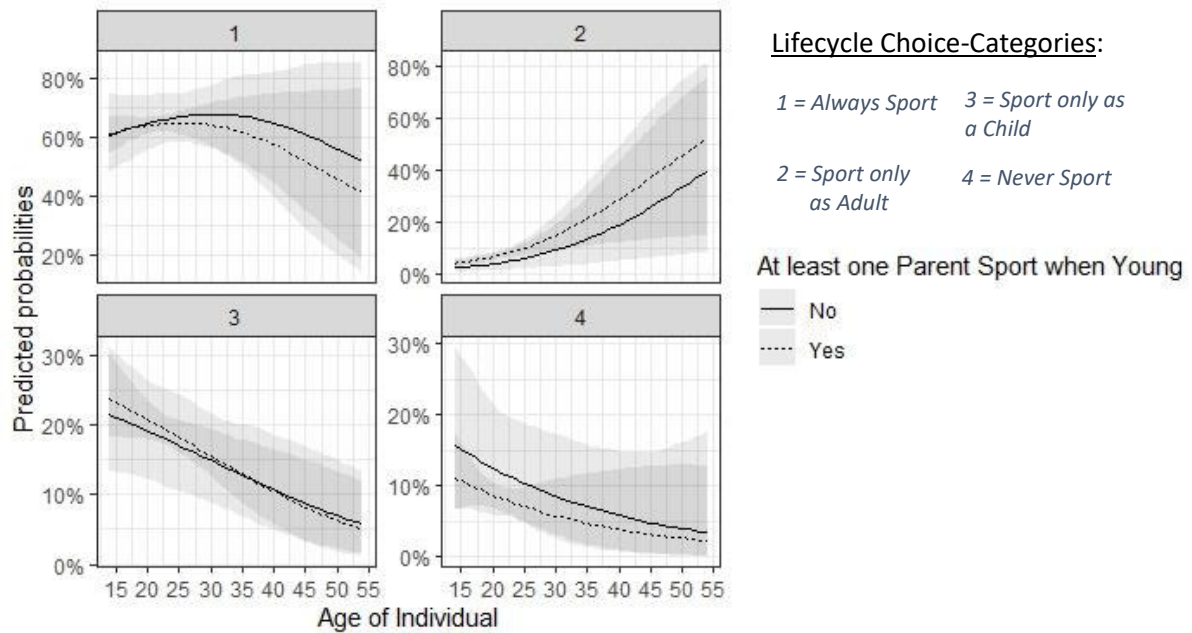 1
2
80%
60%
40%
20%
80%
60%
40%
20%
0%
3
4
30%
20%
10%
0%
30%
20%
10%
0%
15 20 25 30 35 40 45 50 55
15 20 25 30 35 40 45 50 55
Predicted probabilities
Age of Individual
Lifecycle Choice-Categories:
1 = Always Sport
2 = Sport only
as Adult
3 = Sport only as
a Child
4 = Never Sport
At least one Parent Sport when Young
No
Yes